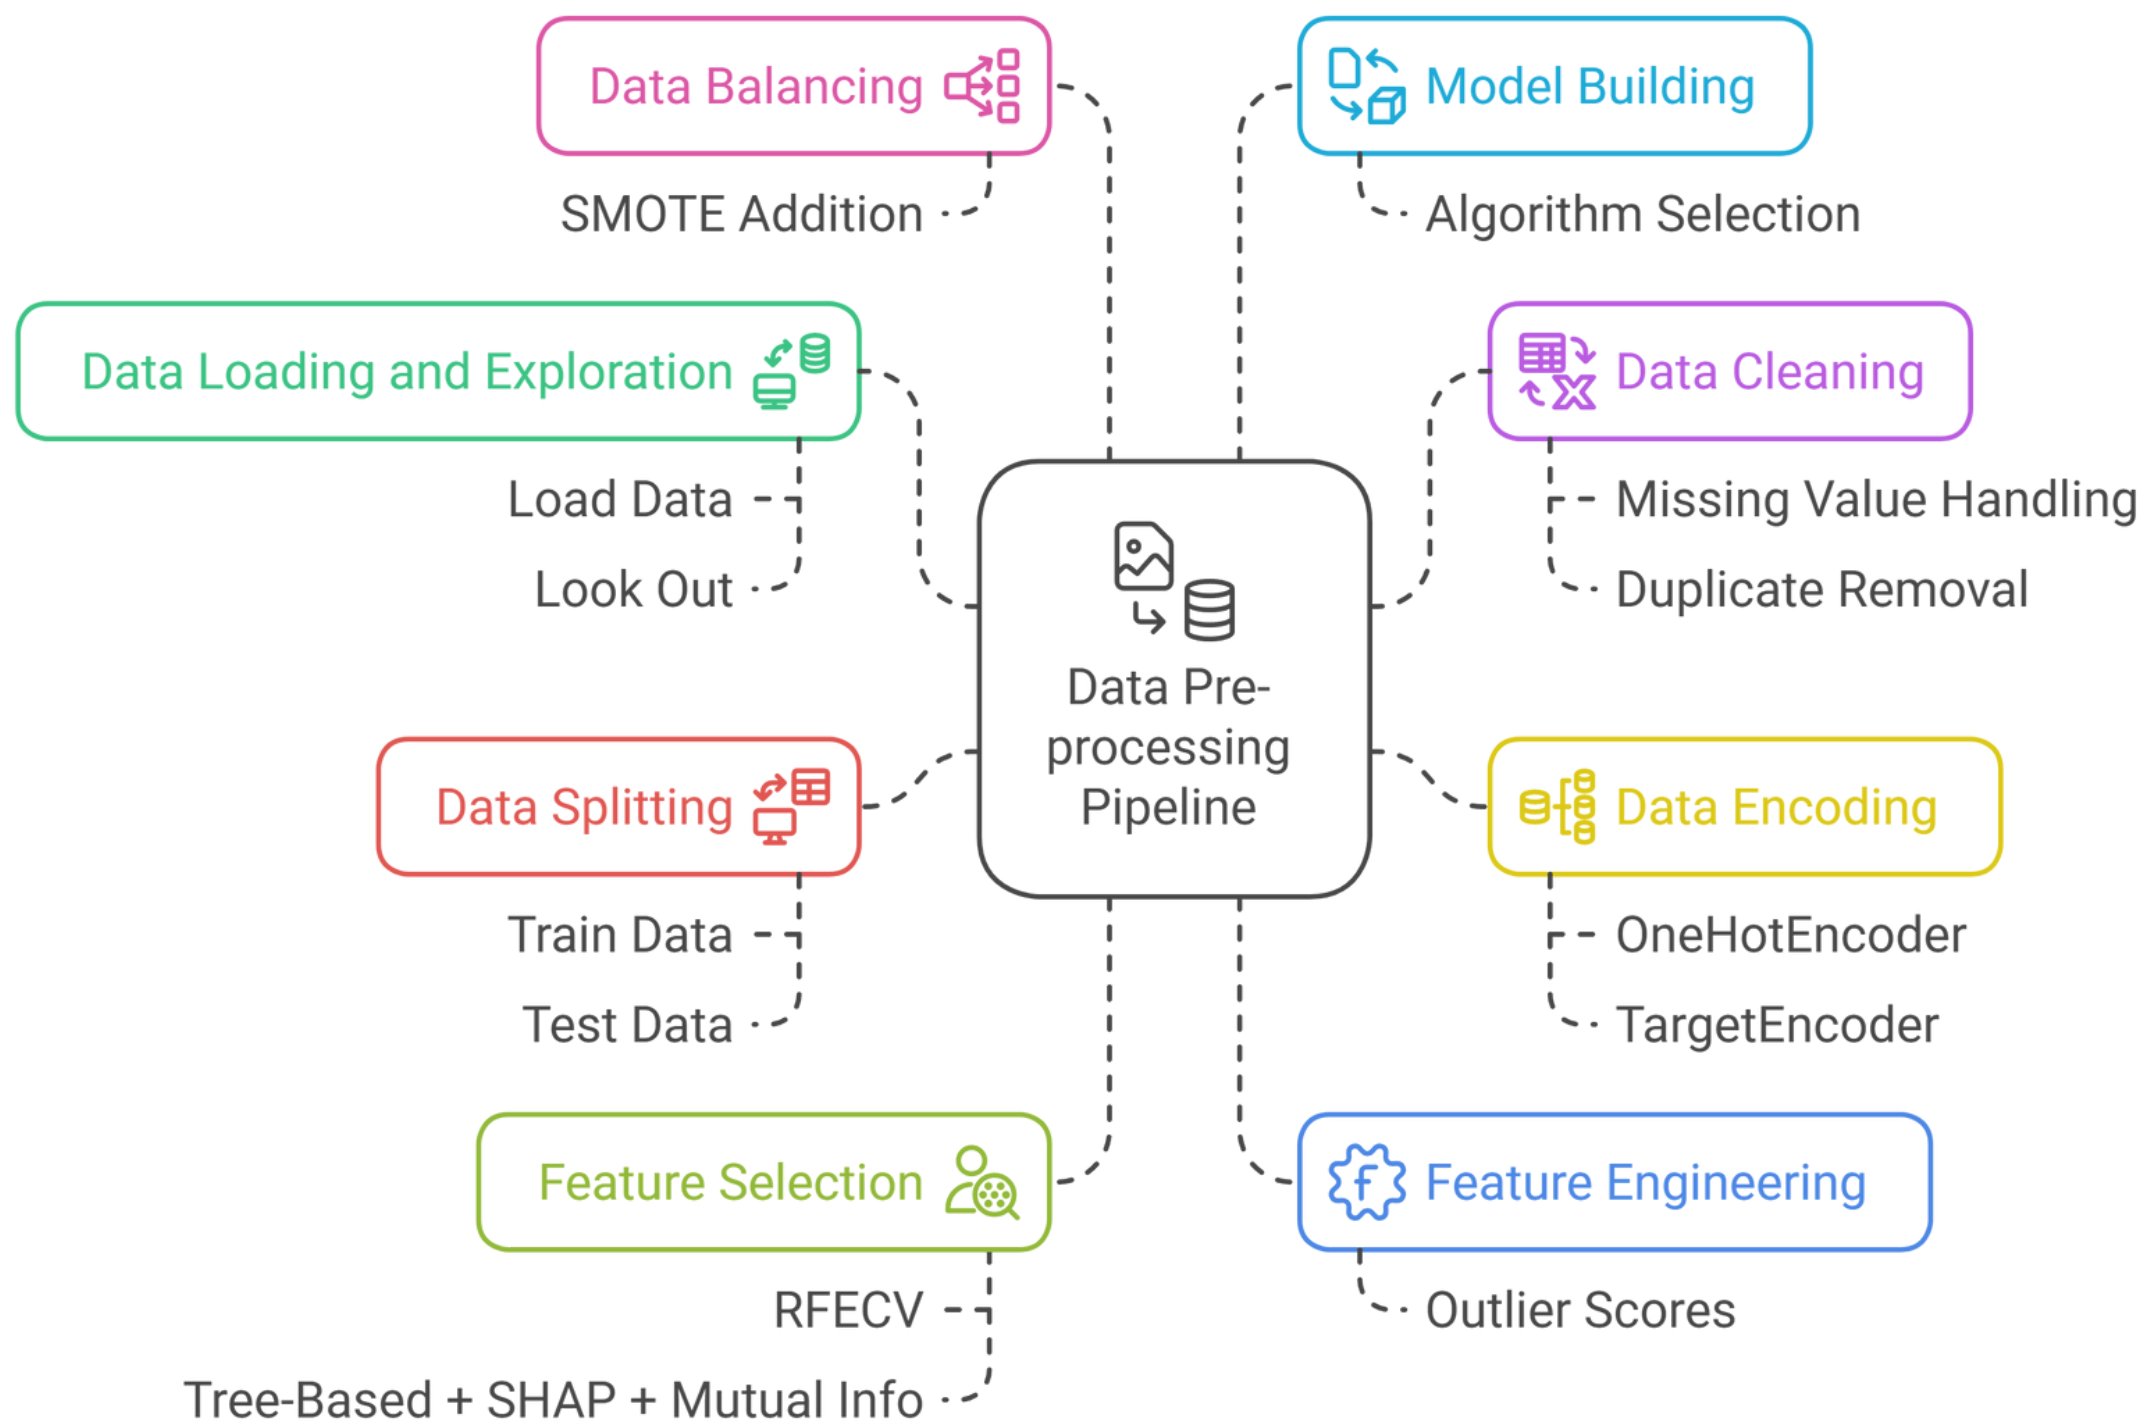 Data Balancing
SMOTE Addition
Model Building
Algorithm Selection
Data Loading and Exploration
Load Data
Look Out
Data Cleaning
Missing Value Handling
Duplicate Removal
Data Pre-
processing
Pipeline
Data Splitting
Train Data
Test Data
Data Encoding
OneHotEncoder
TargetEncoder
Feature Selection
RFECV
Tree-Based + SHAP + Mutual Info
Feature Engineering
Outlier Scores